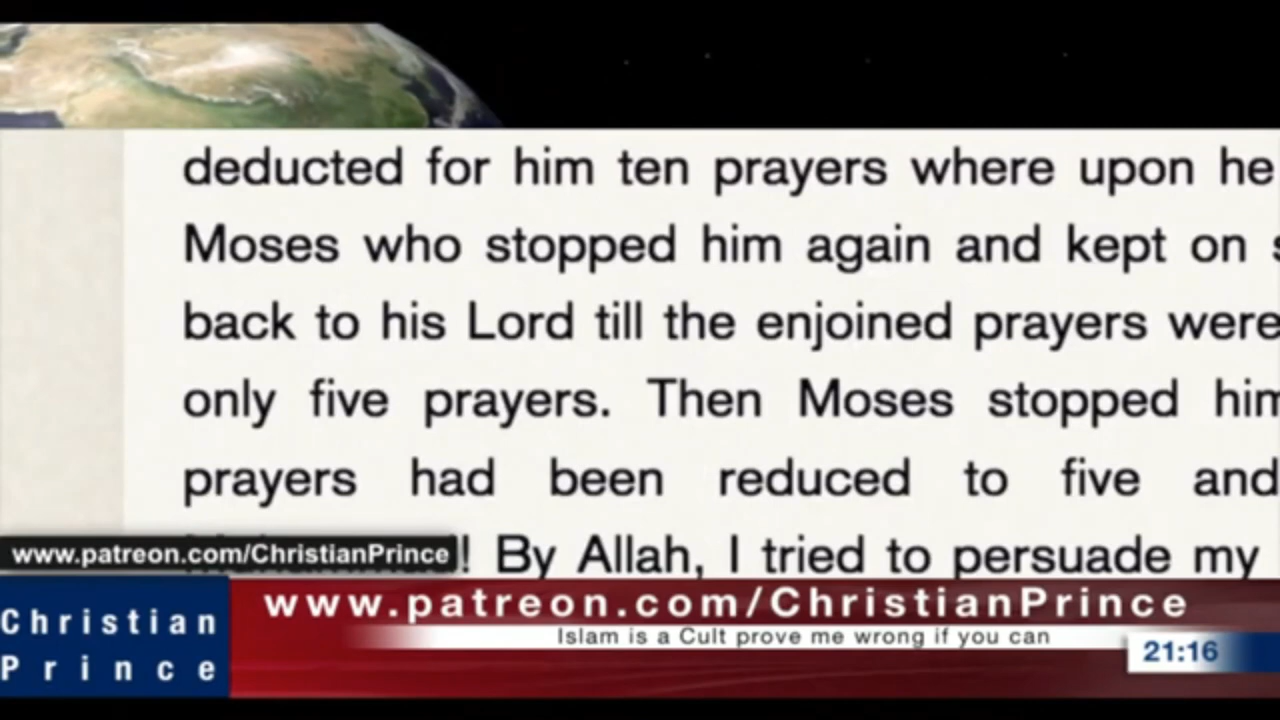 deducted for him ten prayers where upon he
Moses who stopped him again and kept on
back to his Lord till the enjoined prayers were
only five prayers. Then Moses stopped him
prayers had been reduced to five and
! By Allah, I tried to persuade my
www.patreon.com/ChristianPrince
Christian
Prince
www.patreon.com/ChristianPrince
Islam is a Cult prove me wrong if you can
21:16